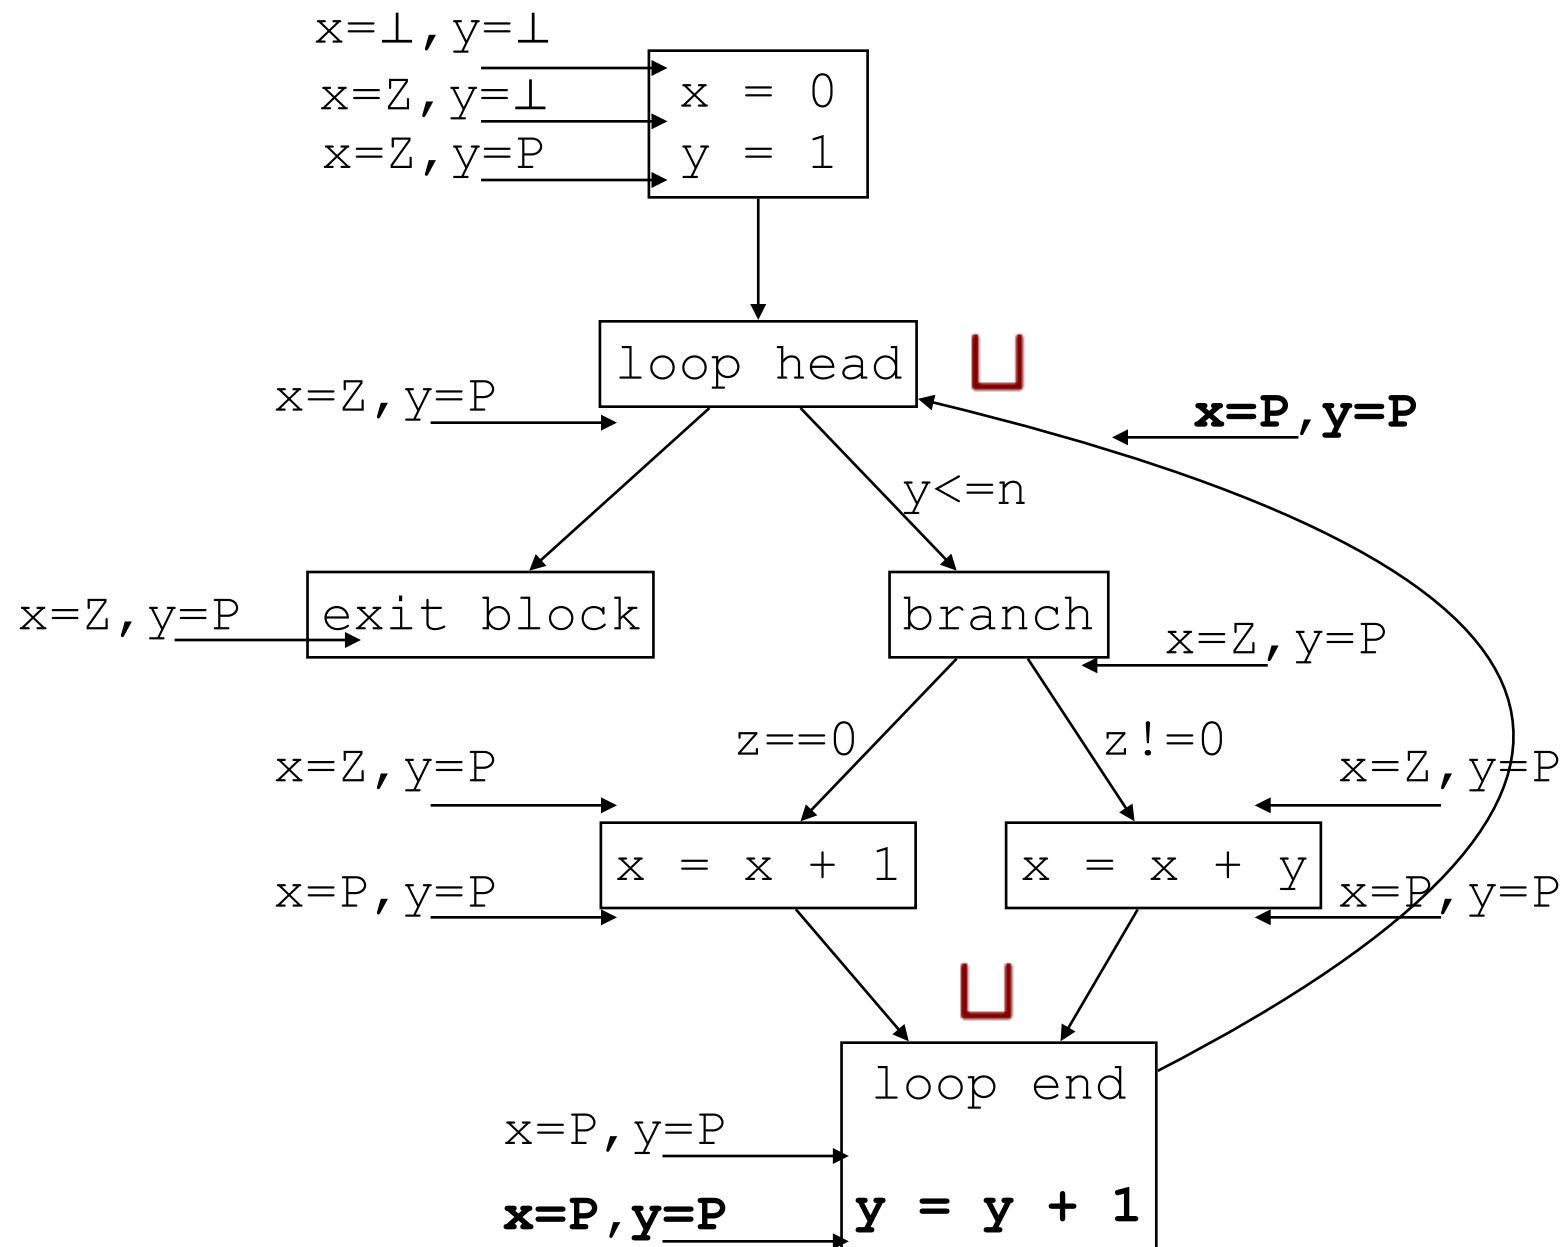 x=⊥,y=⊥
x=Z,y=⊥
x=Z,y=P
x = 0
y = 1
loop head
⊔
x=Z,y=P
x=P,y=P
y<=n
exit block
x=Z,y=P
branch
x=Z,y=P
z==0
z!=0
x=Z,y=P
x=Z,y=P
x = x + 1
x = x + y
x=P,y=P
x=P,y=P
⊔
loop end
x=P,y=P
x=P,y=P
y = y + 1